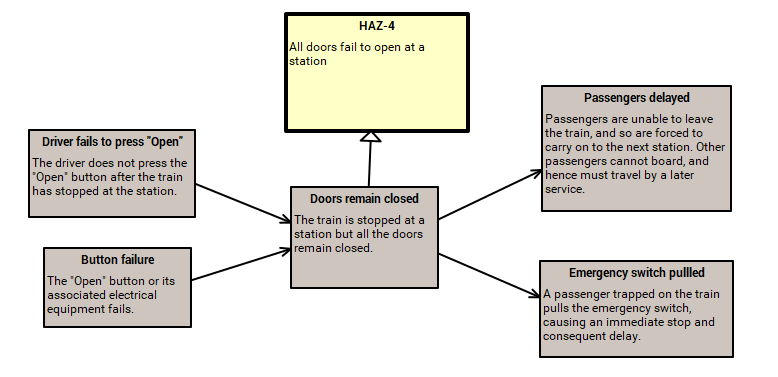 HAZ-4
All doors fail to open at a
station
Passengers delayed
Passengers are unable to leave
the train, and so are forced to
carry on to the next station. Other
passengers cannot board, and
hence must travel by a later
service.
Driver fails to press "Open"
The driver does not press the
"Open" button after the train
has stopped at the station.
Doors remain closed
The train is stopped at a
station but all the doors
remain closed.
Button failure
The "Open" button or its
associated electrical
equipment fails.
Emergency switch pullled
A passenger trapped on the train
pulls the emergency switch,
causing an immediate stop and
consequent delay.